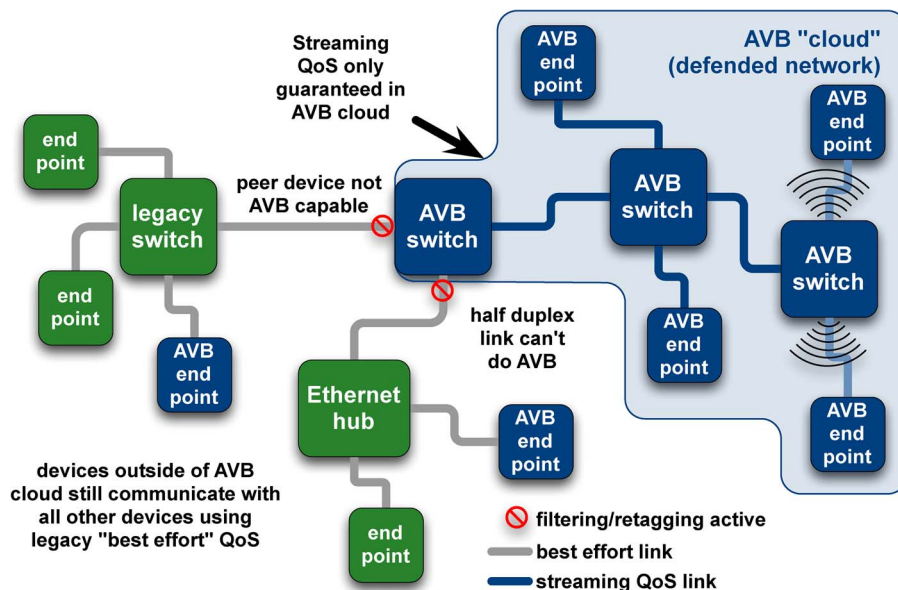 Streaming
QoS only
guaranteed in
AVB cloud
AVB
end
point
AVB "cloud"
(defended network)
AVB
end
point
end
point
peer device not
AVB capable
legacy
switch
AVB
switch
AVB
switch
AVB
switch
end
point
AVB
end
point
half duplex
link can't
do AVB
AVB
end
point
Ethernet
hub
AVB
end
point
AVB
end
point
devices outside of AVB
cloud still communicate with
all other devices using
legacy "best effort" QoS
end
point
filtering/retagging active
best effort link
streaming QoS link